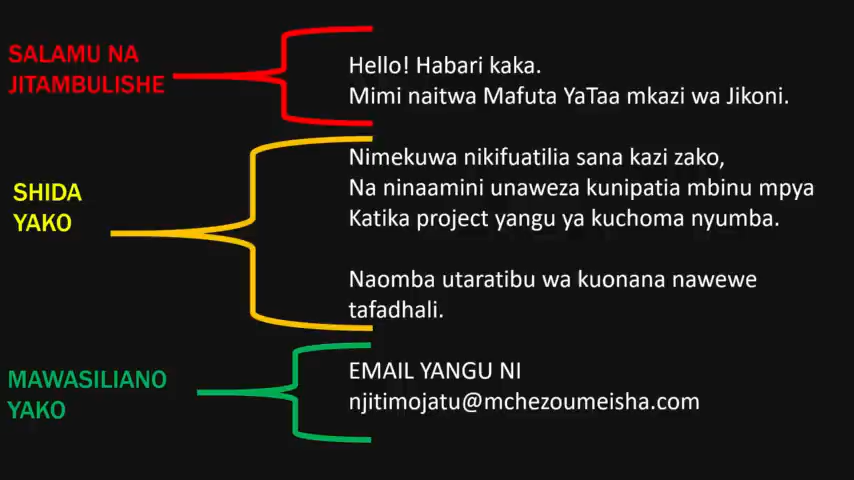 SALAMU NA
JITAMBULISHE
Hello! Habari kaka.
Mimi naitwa Mafuta YaTaa mkazi wa Jikoni.
SHIDA
YAKO
Nimekuwa nikifuatilia sana kazi zako,
Na ninaamini unaweza kunipatia mbinu mpya
Katika project yangu ya kuchoma nyumba.
Naomba utaratibu wa kuonana nawewe
tafadhali.
MAWASILIANO
YAKO
EMAIL YANGU NI
njitimojatu@mchezoumeisha.com